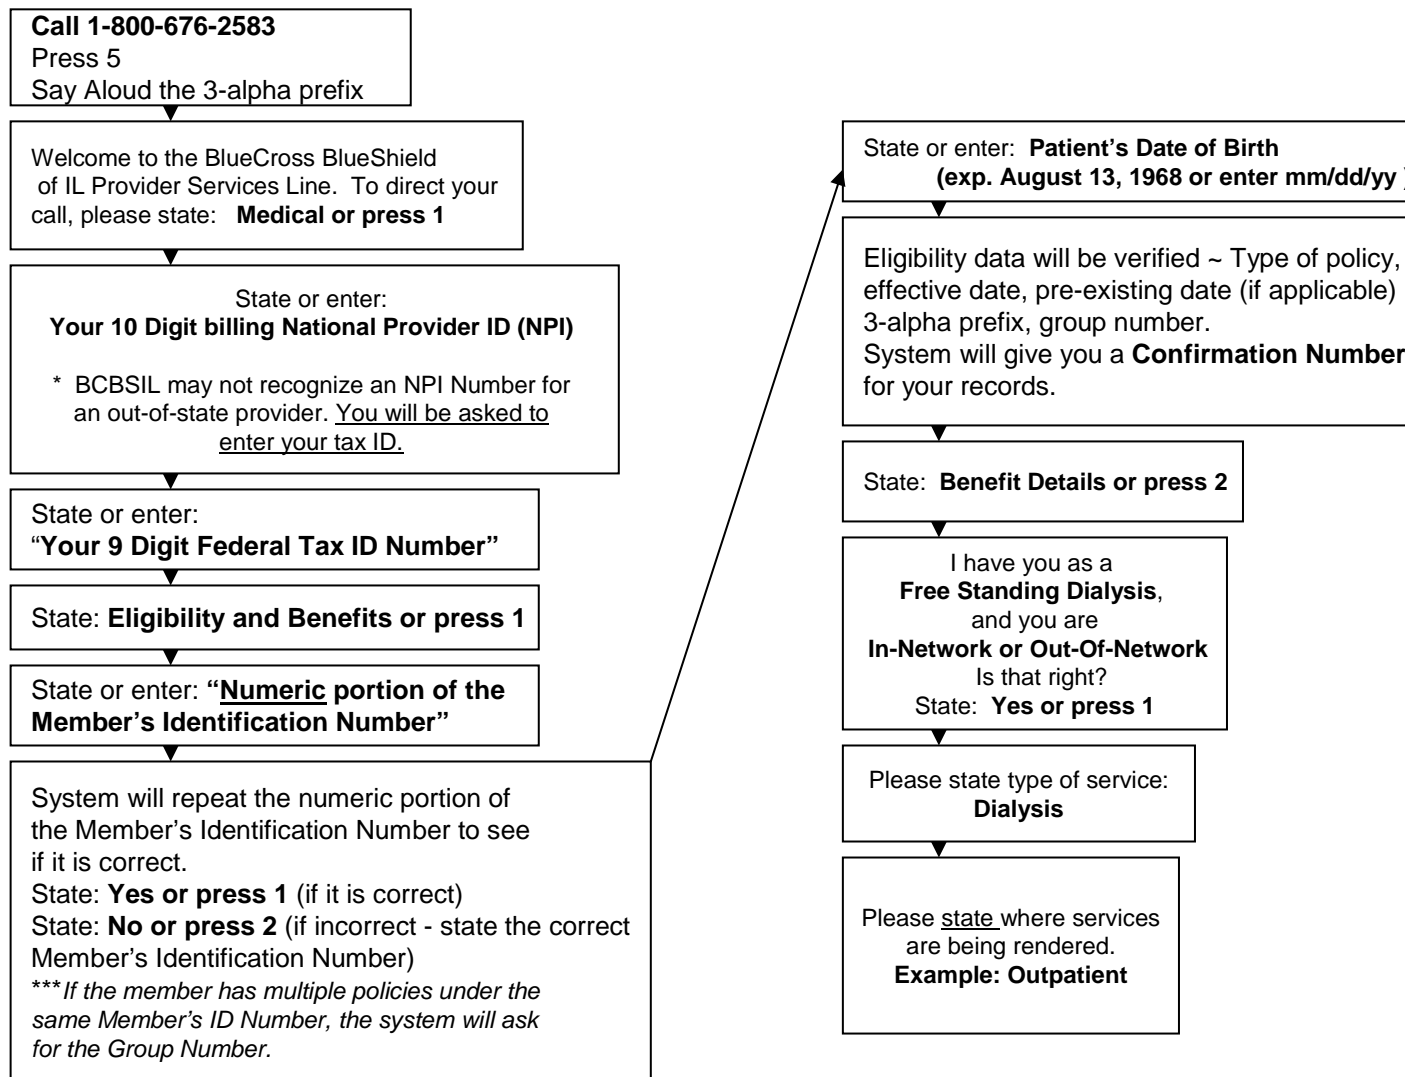 Call 1-800-676-2583
Press 5
Say Aloud the 3-alpha prefix
Welcome to the BlueCross BlueShield
of IL Provider Services Line. To direct your
call, please state: Medical or press 1
State or enter:
Your 10 Digit billing National Provider ID (NPI)
* BCBSIL may not recognize an NPI Number for
an out-of-state provider. You will be asked to
enter your tax ID.
State or enter:
“Your 9 Digit Federal Tax ID Number”
State: Eligibility and Benefits or press 1
State or enter: “Numeric portion of the
Member’s Identification Number”
System will repeat the numeric portion of
the Member’s Identification Number to see
if it is correct.
State: Yes or press 1 (if it is correct)
State: No or press 2 (if incorrect - state the correct
Member’s Identification Number)
***If the member has multiple policies under the
same Member’s ID Number, the system will ask
for the Group Number.
State or enter: Patient’s Date of Birth
(exp. August 13, 1968 or enter mm/dd/yy )
Eligibility data will be verified ~ Type of policy,
effective date, pre-existing date (if applicable)
3-alpha prefix, group number.
System will give you a Confirmation Number
for your records.
State: Benefit Details or press 2
I have you as a
Free Standing Dialysis,
and you are
In-Network or Out-Of-Network
Is that right?
State: Yes or press 1
Please state type of service:
Dialysis
Please state where services
are being rendered.
Example: Outpatient